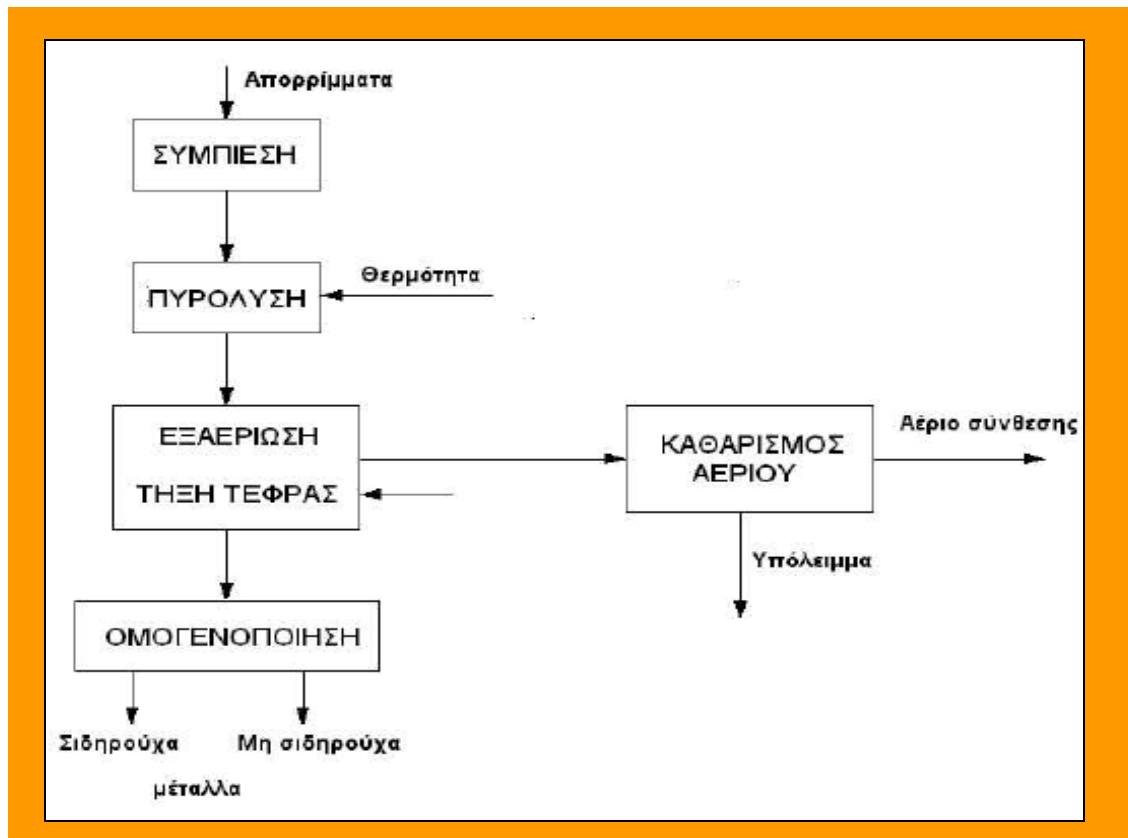 Απορρίμματα
ΣΥΜΠΙΕΣΗ
Θερμότητα
ΠΥΡΟΛΥΣΗ
ΕΞΑΕΡΙΩΣΗ
ΤΗΞΗ ΤΕΦΡΑΣ
ΚΑΘΑΡΙΣΜΟΣ
ΑΕΡΙΟΥ
Αέριο σύνθεσης
Υπόλειμμα
ΟΜΟΓΕΝΟΠΟΙΗΣΗ
Σιδηρούχα Μη σιδηρούχα
μέταλλα